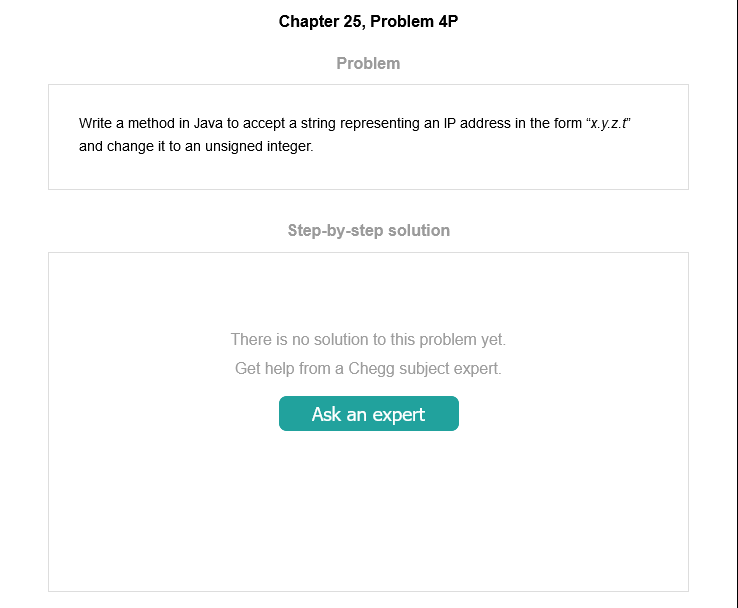 Chapter 25, Problem 4P
Problem
Write a method in Java to accept a string representing an IP address in the form “x.y.z.t”
and change it to an unsigned integer.
Step-by-step solution
There is no solution to this problem yet.
Get help from a Chegg subject expert.
Ask an expert